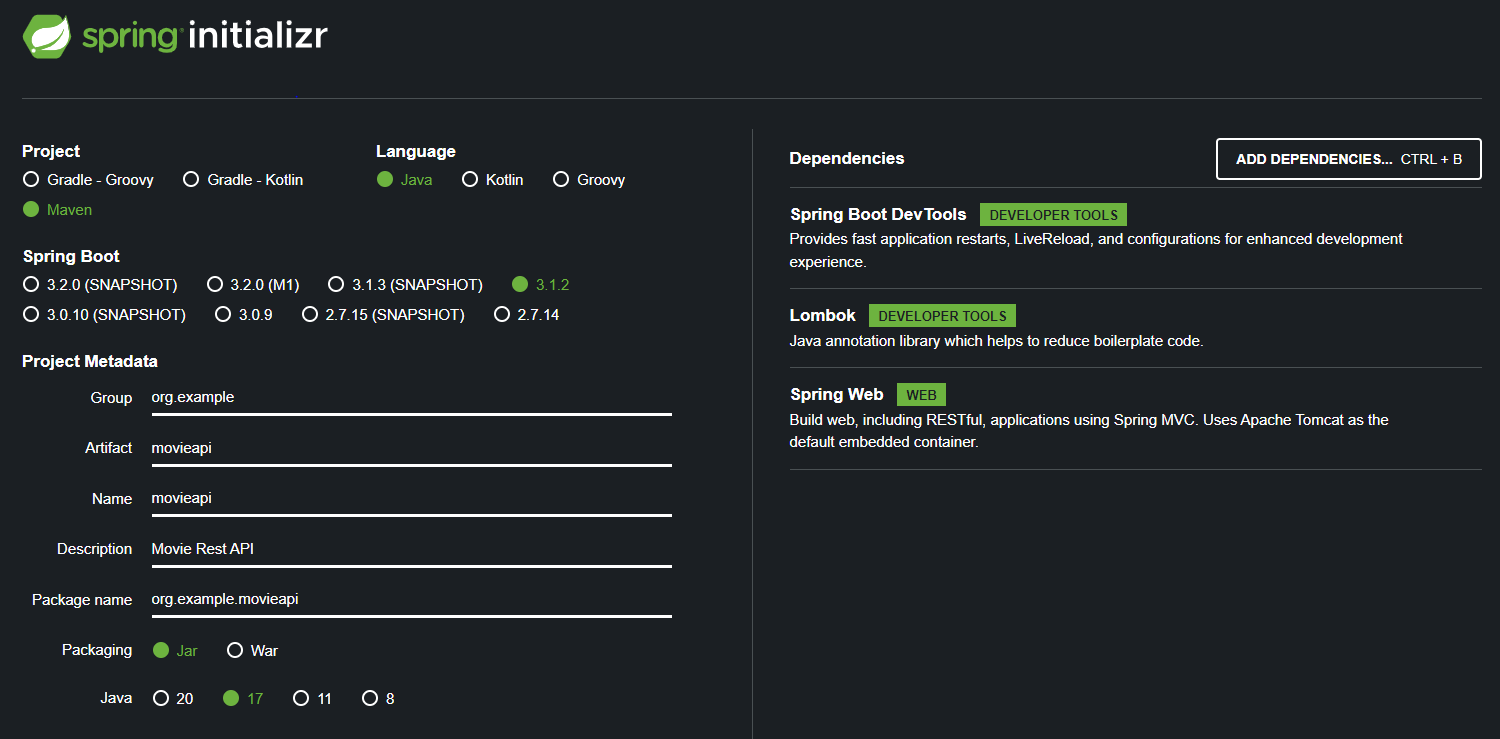 spring initializr
Project
Gradle - Groovy Gradle - Kotlin
Maven
Language
Java Kotlin Groovy
Spring Boot
3.2.0 (SNAPSHOT) 3.2.0 (M1) 3.1.3 (SNAPSHOT) 3.1.2
3.0.10 (SNAPSHOT) 3.0.9 2.7.15 (SNAPSHOT) 2.7.14
Project Metadata
Group org.example
Artifact movieapi
Name movieapi
Description Movie Rest API
Package name org.example.movieapi
Packaging Jar War
Java 20 17 11 8
Dependencies
ADD DEPENDENCIES... CTRL + B
Spring Boot DevTools DEVELOPER TOOLS
Provides fast application restarts, LiveReload, and configurations for enhanced development
experience.
Lombok DEVELOPER TOOLS
Java annotation library which helps to reduce boilerplate code.
Spring Web WEB
Build web, including RESTful, applications using Spring MVC. Uses Apache Tomcat as the
default embedded container.